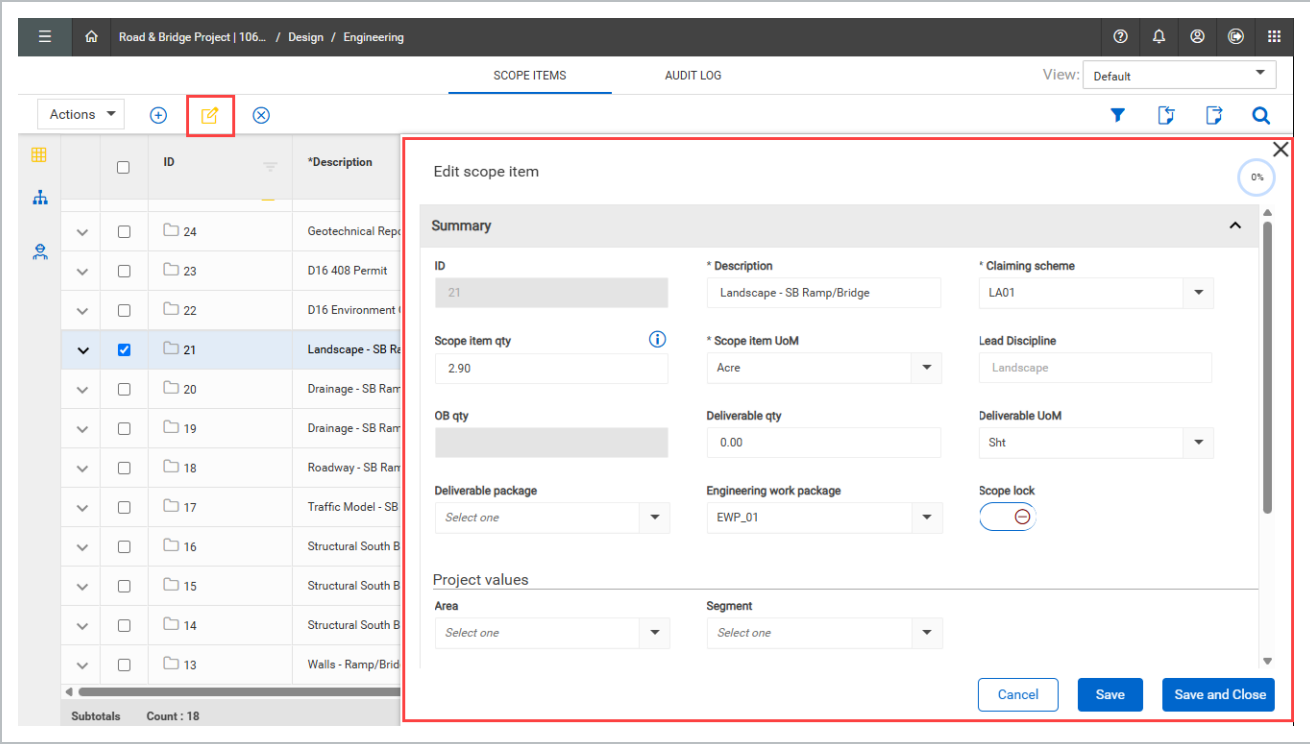 Road & Bridge Project | 106... / Design / Engineering
SCOPE ITEMS AUDIT LOG View: Default
Actions
ID *Description
24 Geotechnical Repo
23 D16 408 Permit
22 D16 Environment
21 Landscape - SB Ra
20 Drainage - SB Ram
19 Drainage - SB Ram
18 Roadway - SB Ram
17 Traffic Model - SB
16 Structural South B
15 Structural South B
14 Structural South B
13 Walls - Ramp/Brid
Subtotals Count : 18
Edit scope item 0%
Summary
ID * Description * Claiming scheme
21 Landscape - SB Ramp/Bridge LA01
Scope item qty * Scope item UoM Lead Discipline
2.90 Acre Landscape
OB qty Deliverable qty Deliverable UoM
0.00 Sht
Deliverable package Engineering work package Scope lock
Select one EWP_01
Project values
Area Segment
Select one Select one
Cancel Save Save and Close